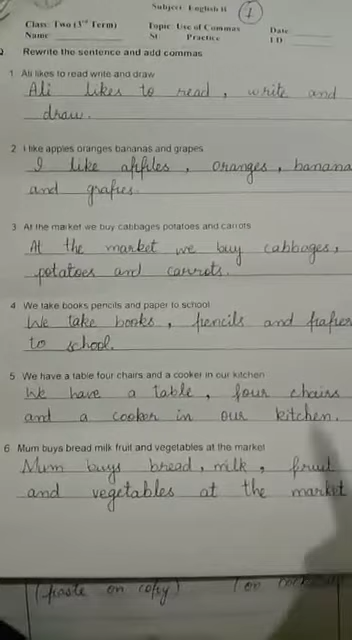 Subject: English B
1
Class: Two (3rd Term)
Topic: Use of Commas
Date
Name:
Practice
Rewrite the sentence and add commas
1 Ali likes to read write and draw
Ali likes to read, write and
draw.
2 I like apples oranges bananas and grapes
I like apples, oranges, banana
and grapes.
3 At the market we buy cabbages potatoes and carrots
At the market we buy cabbages,
potatoes and carrots.
4 We take books pencils and paper to school
We take books, pencils and paper
to school.
5 We have a table four chairs and a cooker in our kitchen
We have a table, four chairs
and a cooker in our kitchen.
6 Mum buys bread milk fruit and vegetables at the market
Mum buys bread, milk, fruit
and vegetables at the market
(paste on copy) (on